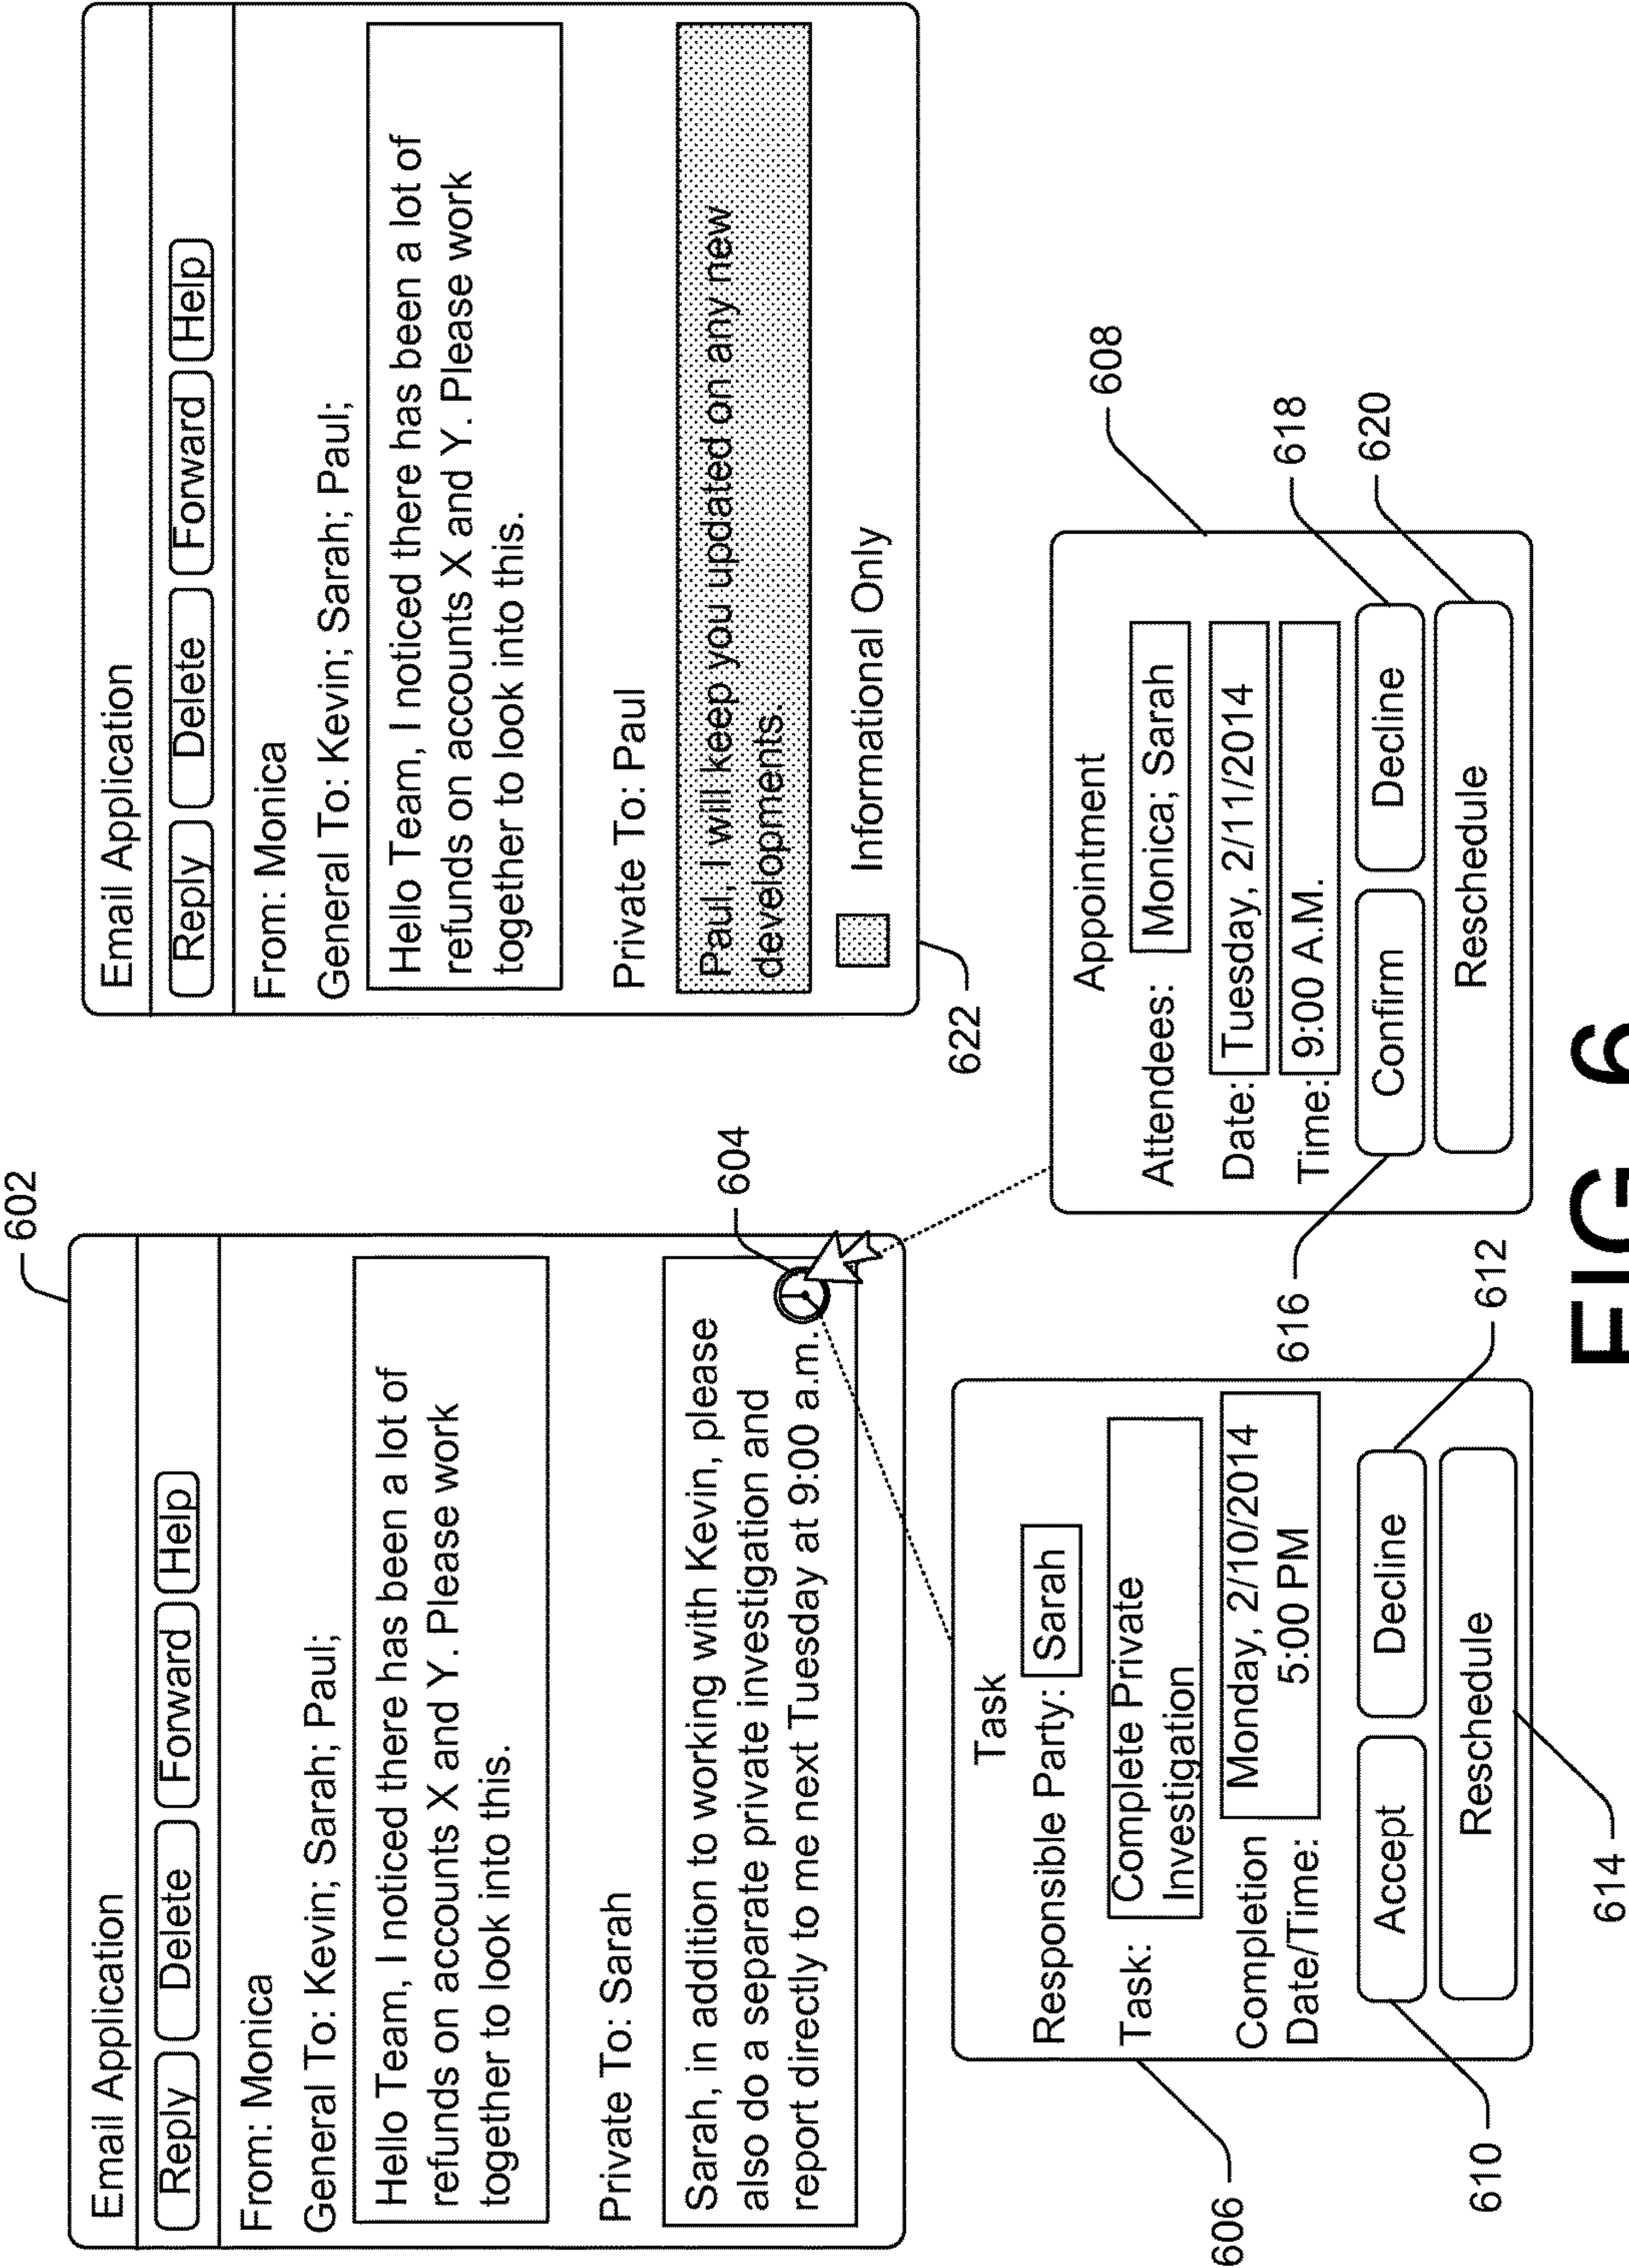 602
Email Application
Reply Delete Forward Help
From: Monica
General To: Kevin; Sarah; Paul;
Hello Team, I noticed there has been a lot of
refunds on accounts X and Y. Please work
together to look into this.
Private To: Sarah
Sarah, in addition to working with Kevin, please
also do a separate private investigation and
report directly to me next Tuesday at 9:00 a.m.
604
Email Application
Reply Delete Forward Help
From: Monica
General To: Kevin; Sarah; Paul;
Hello Team, I noticed there has been a lot of
refunds on accounts X and Y. Please work
together to look into this.
Private To: Paul
Paul, I will keep you updated on any new
developments.
Informational Only
622
606
Task
Responsible Party: Sarah
Task: Complete Private
Investigation
Completion Monday, 2/10/2014
Date/Time: 5:00 PM
Accept Decline
Reschedule
610
612
614
608
Appointment
Attendees: Monica; Sarah
Date: Tuesday, 2/11/2014
Time: 9:00 A.M.
Confirm Decline
Reschedule
616
618
620
FIG. 6